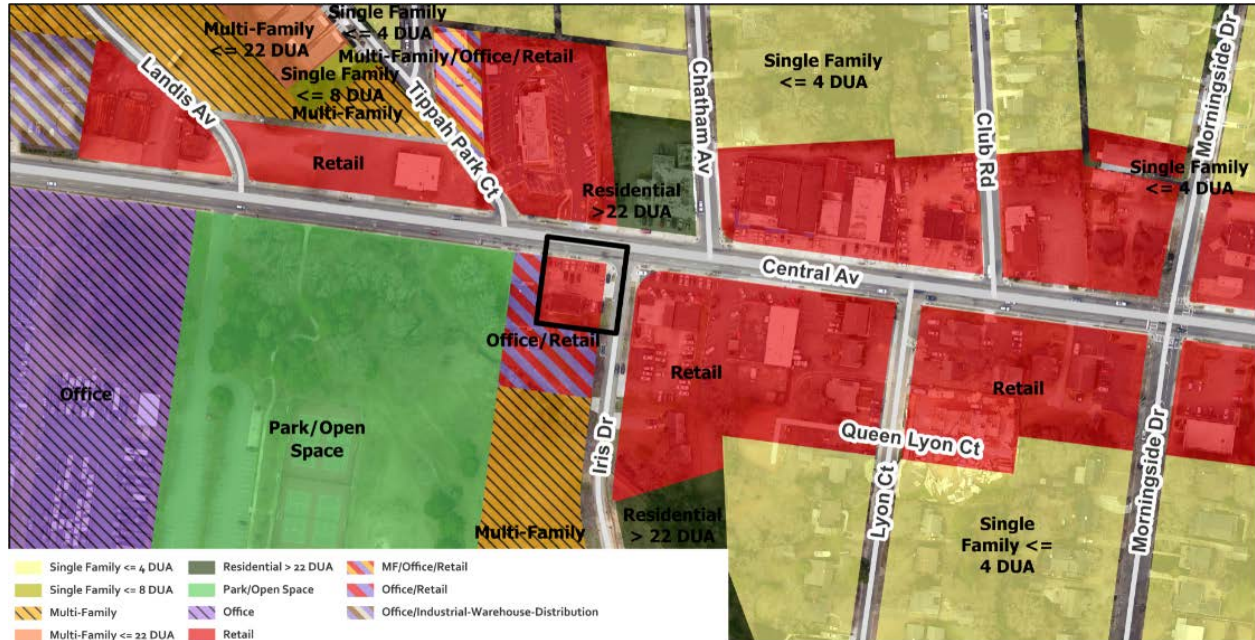 Single Family
<= 4 DUA
Multi-Family
<= 22 DUA
Multi-Family/Office/Retail
Single Family
<= 8 DUA
Multi-Family
Landis Av
Tippah Park Ct
Retail
Residential
>22 DUA
Chatham Av
Single Family
<= 4 DUA
Club Rd
Morningside Dr
Single Family
<= 4 DUA
Central Av
Office/Retail
Office
Park/Open
Space
Multi-Family
Iris Dr
Retail
Residential
> 22 DUA
Queen Lyon Ct
Lyon Ct
Retail
Single
Family <=
4 DUA
Morningside Dr
Single Family <= 4 DUA
Single Family <= 8 DUA
Multi-Family
Multi-Family <= 22 DUA
Residential > 22 DUA
Park/Open Space
Office
Retail
MF/Office/Retail
Office/Retail
Office/Industrial-Warehouse-Distribution